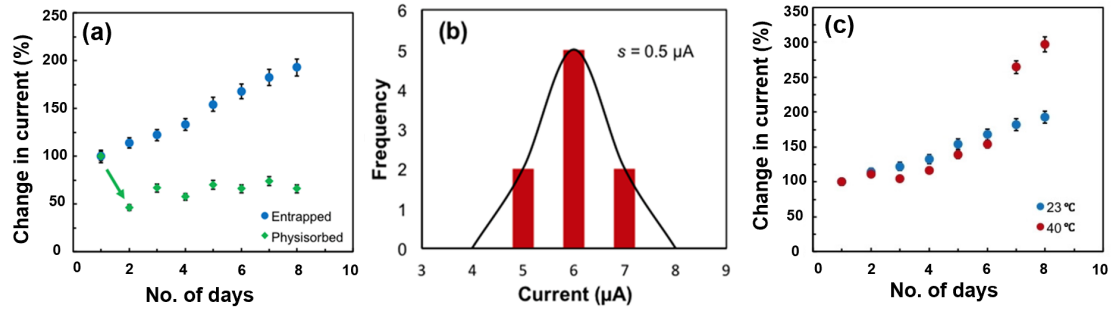 (a)
Change in current (%)
250
200
150
100
50
0
0 2 4 6 8 10
No. of days
Entrapped
Physisorbed
(b)
s = 0.5 µA
Frequency
6
5
4
3
2
1
0
3 4 5 6 7 8 9
Current (µA)
(c)
Change in current (%)
350
300
250
200
150
100
50
0
0 2 4 6 8 10
No. of days
23 ℃
40 ℃